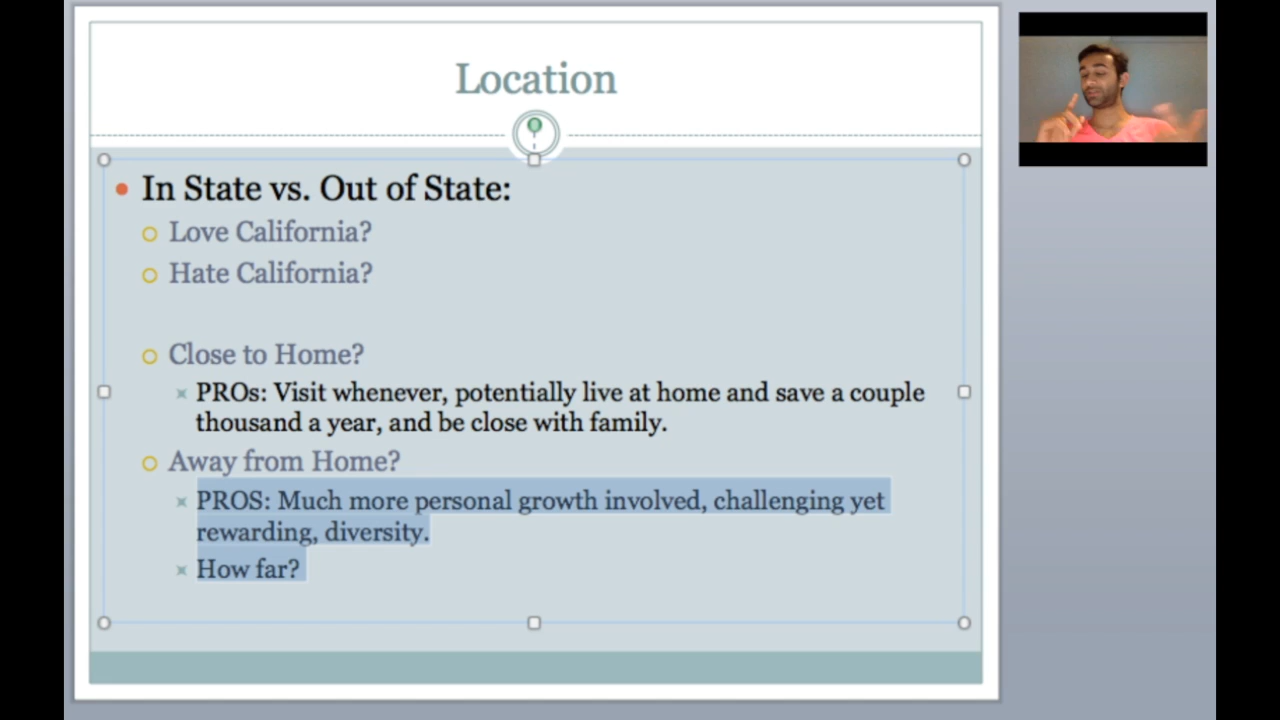 Location
In State vs. Out of State:
Love California?
Hate California?
Close to Home?
PROs: Visit whenever, potentially live at home and save a couple
thousand a year, and be close with family.
Away from Home?
PROS: Much more personal growth involved, challenging yet
rewarding, diversity.
How far?